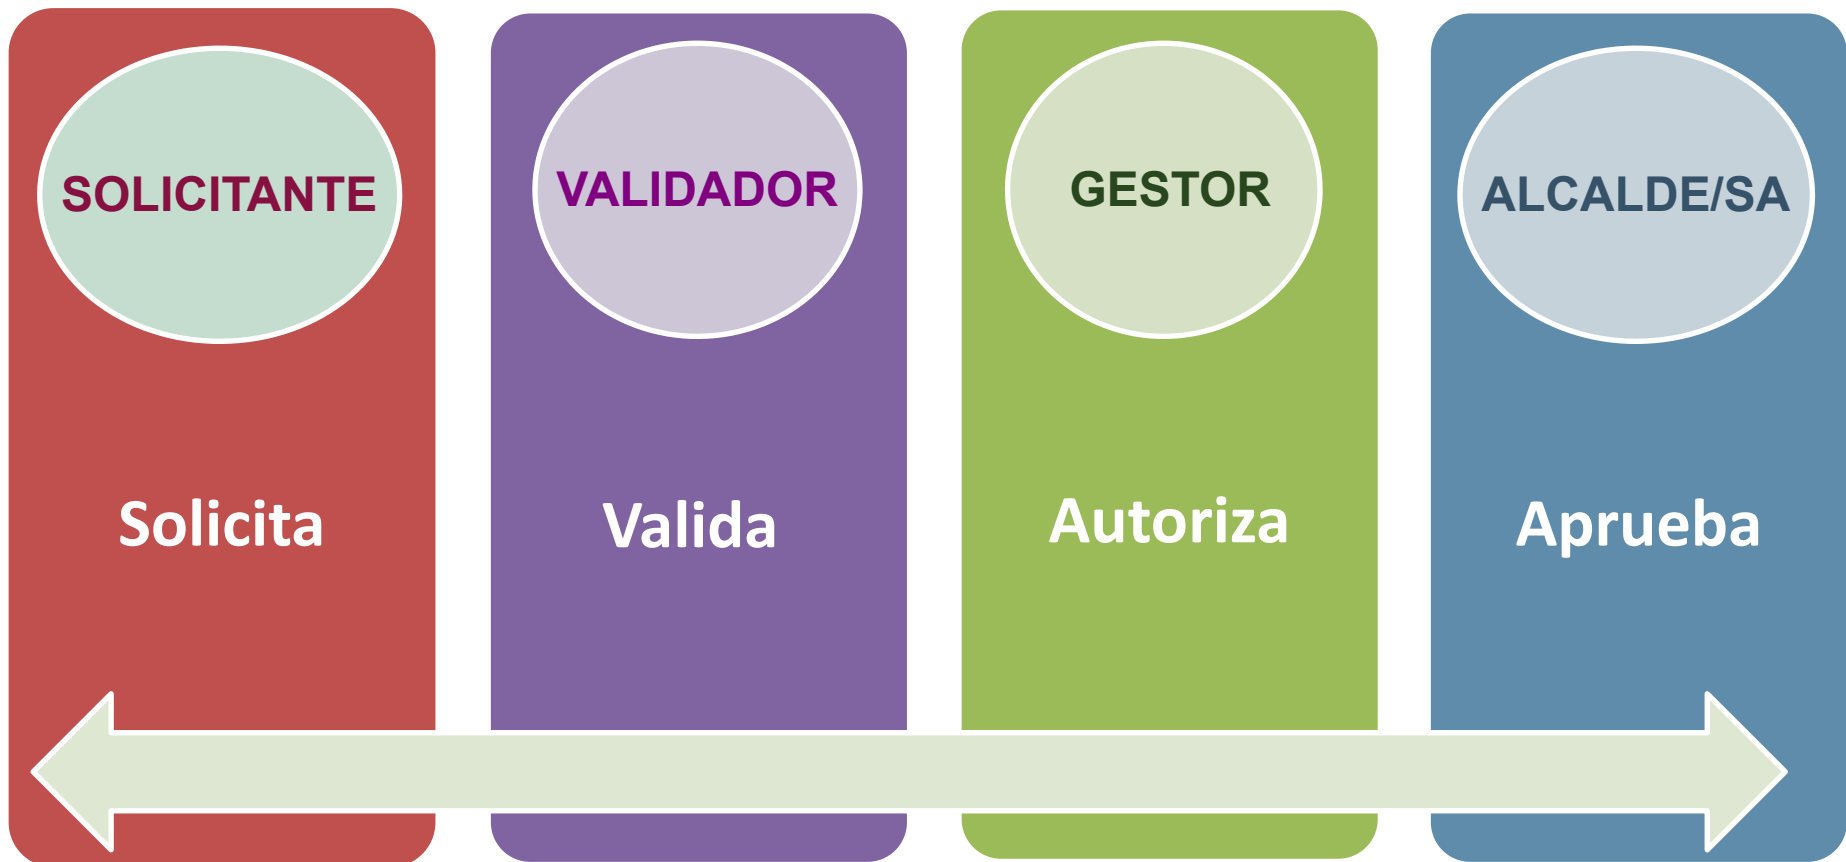 SOLICITANTE
Solicita
VALIDADOR
Valida
GESTOR
Autoriza
ALCALDE/SA
Aprueba